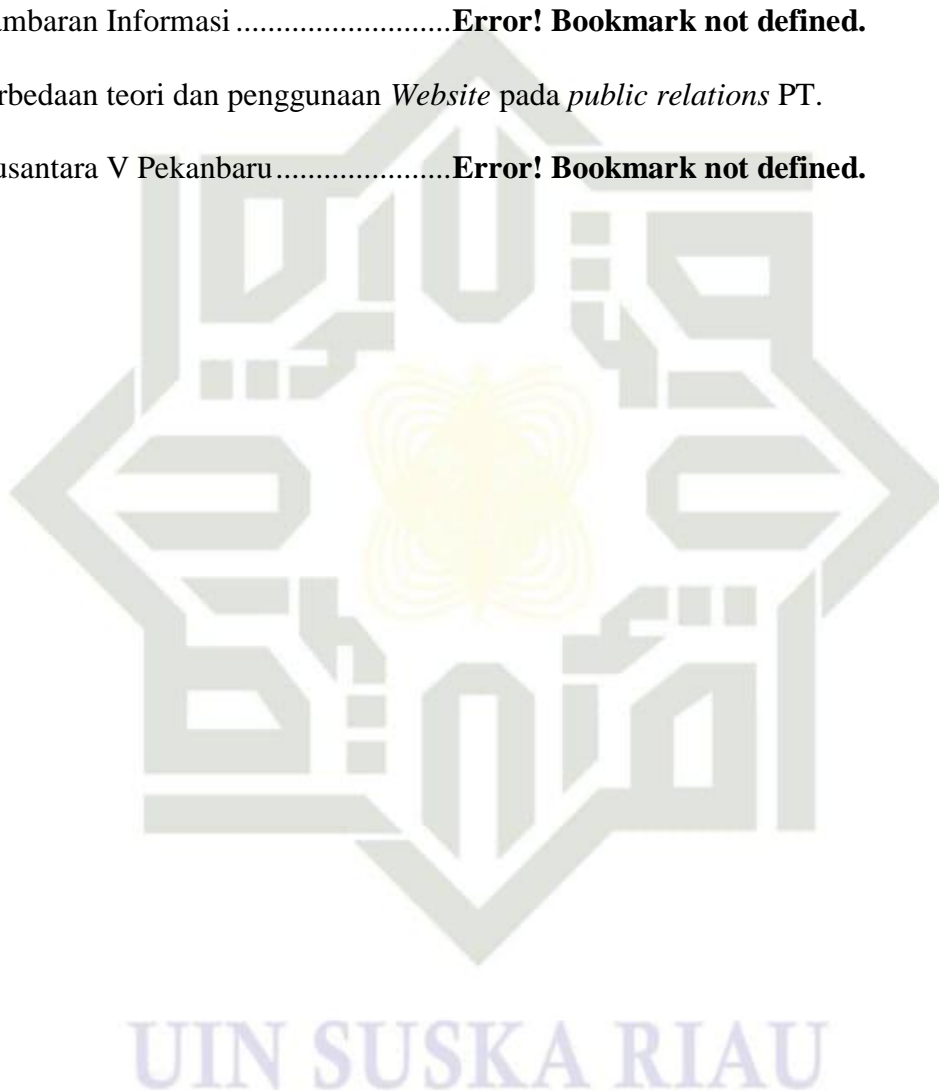 ambaran Informasi ...........................Error! Bookmark not defined.
rbedaan teori dan penggunaan Website pada public relations PT.
usantara V Pekanbaru......................Error! Bookmark not defined.
UIN SUSKA RIAU